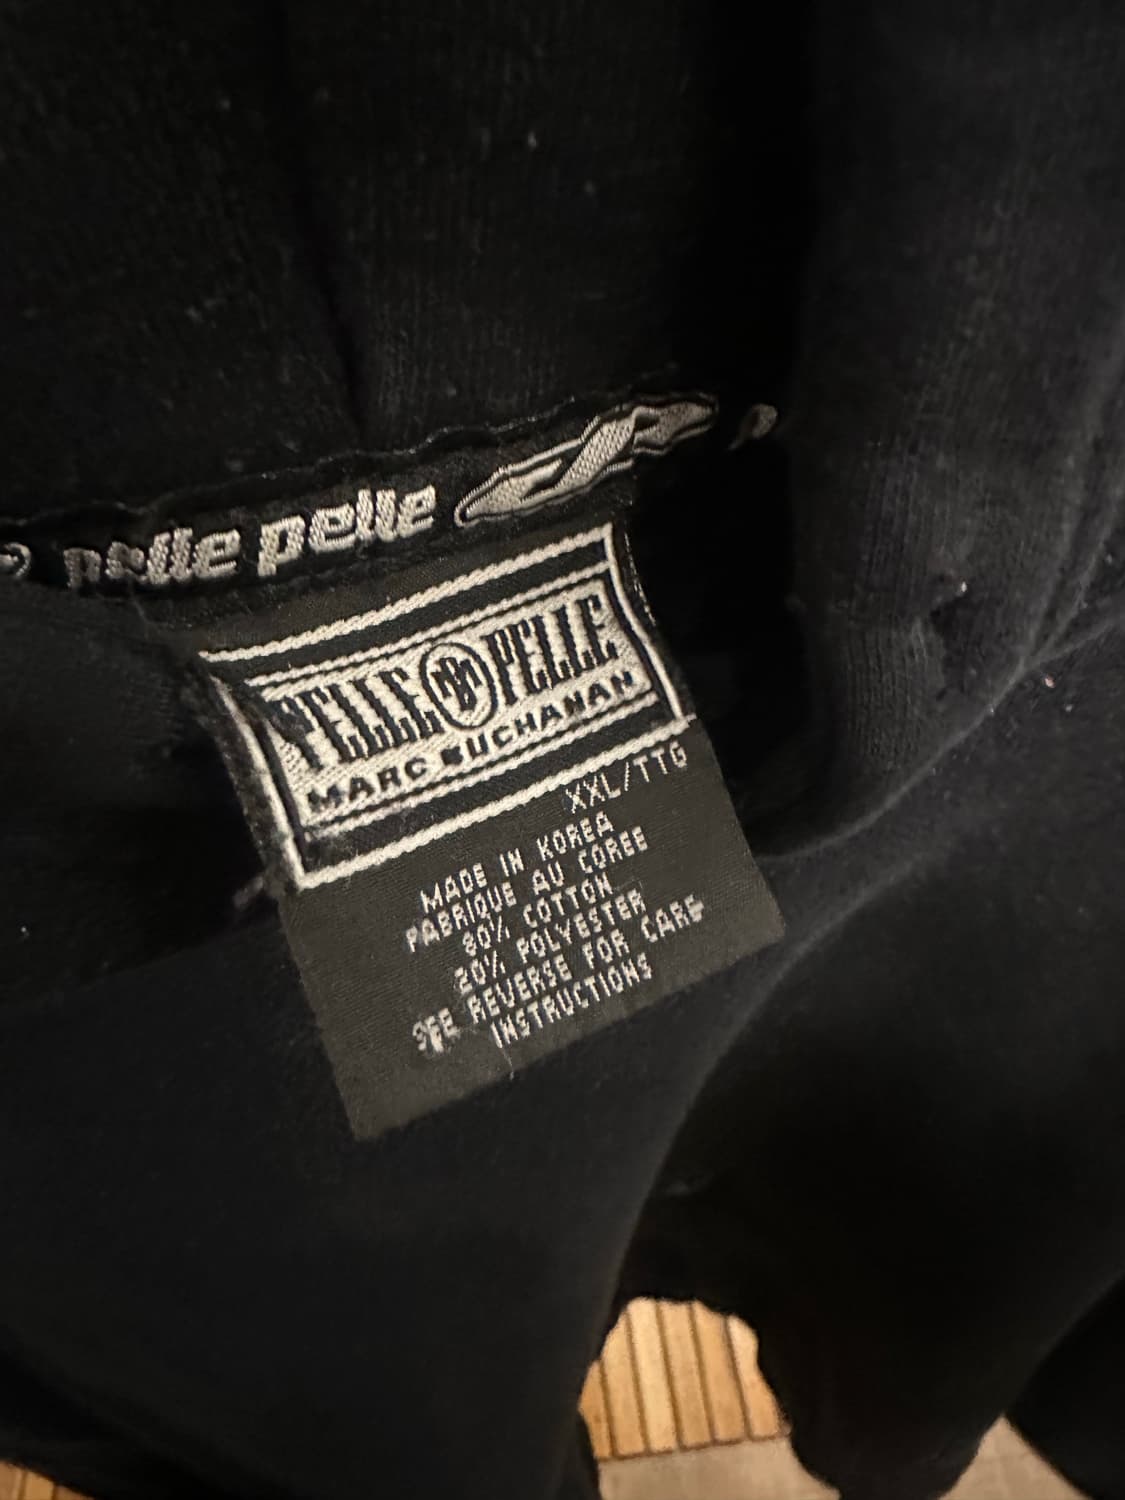 pelle pelle
PELLE MB PELLE
MARC BUCHANAN
XXL/TTG
MADE IN KOREA
FABRIQUE AU COREE
80% COTTON
20% POLYESTER
SEE REVERSE FOR CARE
INSTRUCTIONS